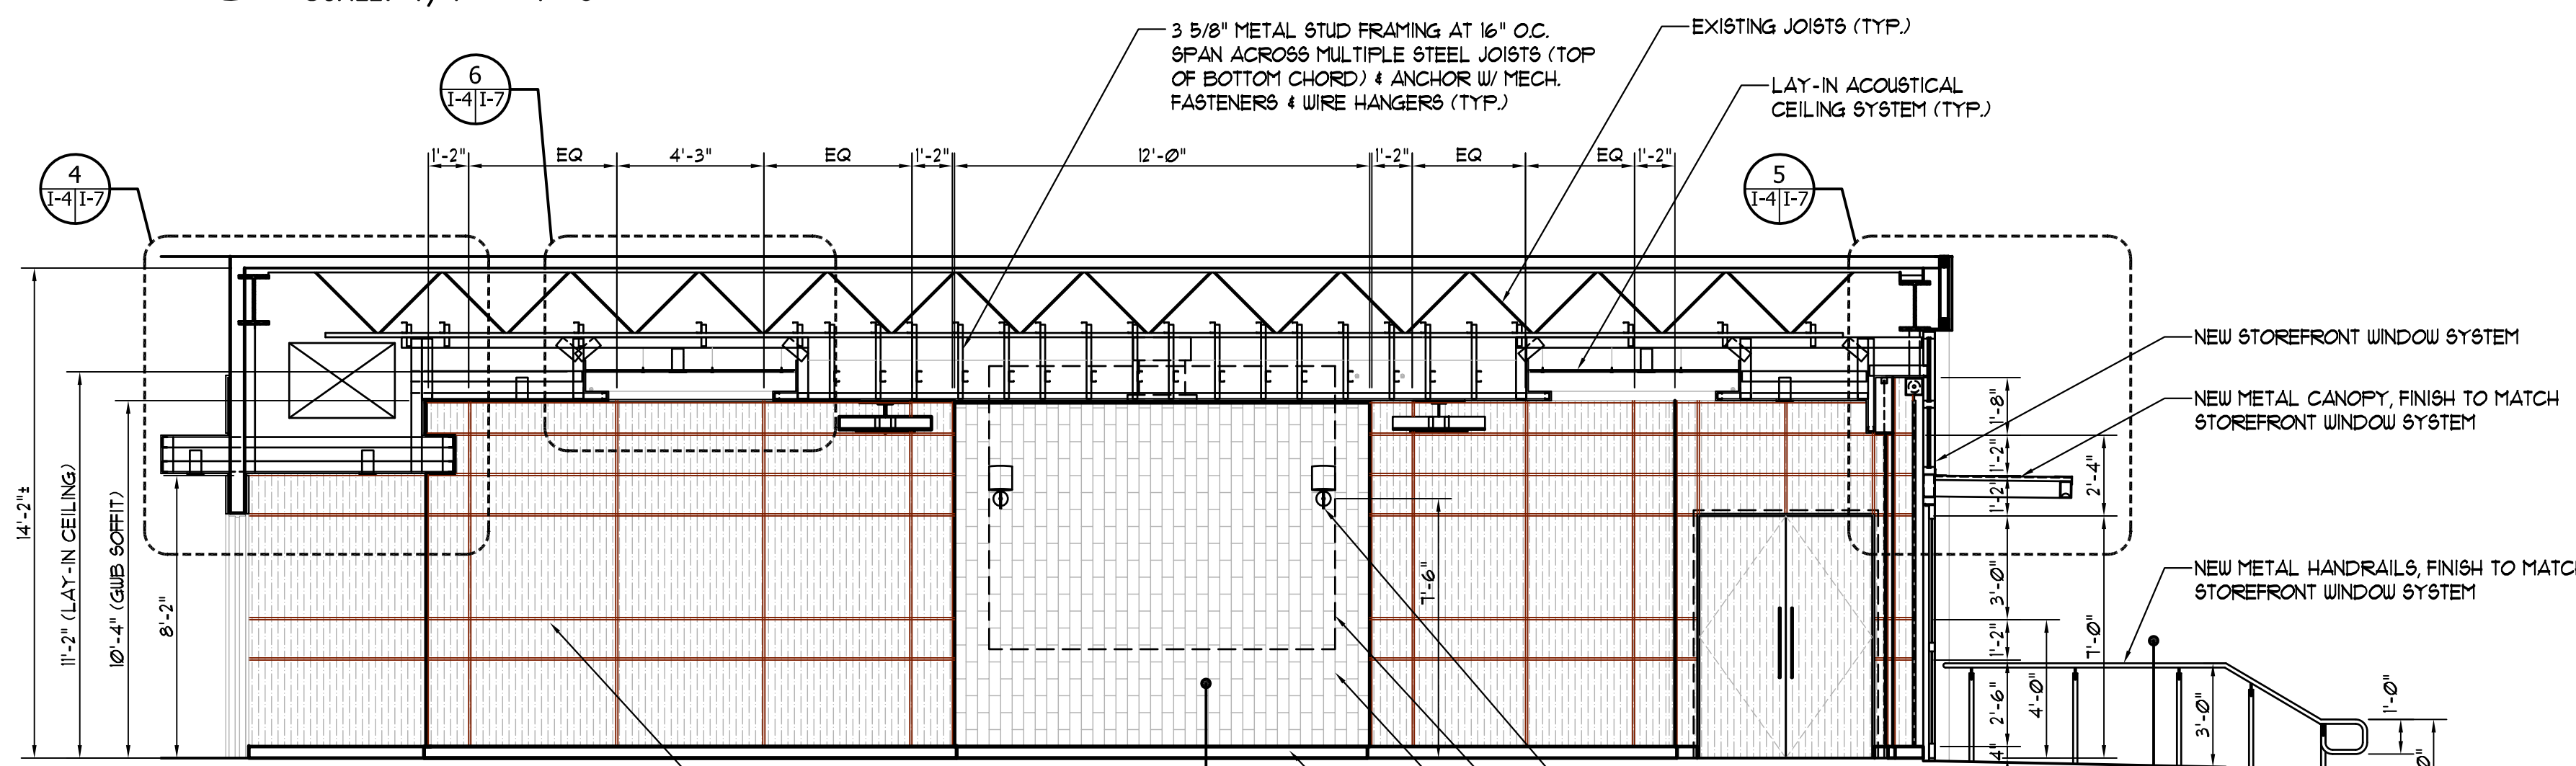 3 5/8" METAL STUD FRAMING AT 16" O.C.
SPAN ACROSS MULTIPLE STEEL JOISTS (TOP
OF BOTTOM CHORD) & ANCHOR W/ MECH.
FASTENERS & WIRE HANGERS (TYP.)
EXISTING JOISTS (TYP.)
LAY-IN ACOUSTICAL
CEILING SYSTEM (TYP.)
6
I-4 I-7
4
I-4 I-7
5
I-4 I-7
1'-2" EQ 4'-3" EQ 1'-2" 12'-0" 1'-2" EQ EQ 1'-2"
NEW STOREFRONT WINDOW SYSTEM
NEW METAL CANOPY, FINISH TO MATCH
STOREFRONT WINDOW SYSTEM
NEW METAL HANDRAILS, FINISH TO MATC
STOREFRONT WINDOW SYSTEM
14'-2"±
11'-2" (LAY-IN CEILING)
10'-4" (GWB SOFFIT)
8'-2"
7'-6"
1'-8"
1'-2"
1'-2"
2'-4"
3'-0"
1'-2"
2'-6"
4"
4'-0"
7'-0"
3'-0"
1'-0"